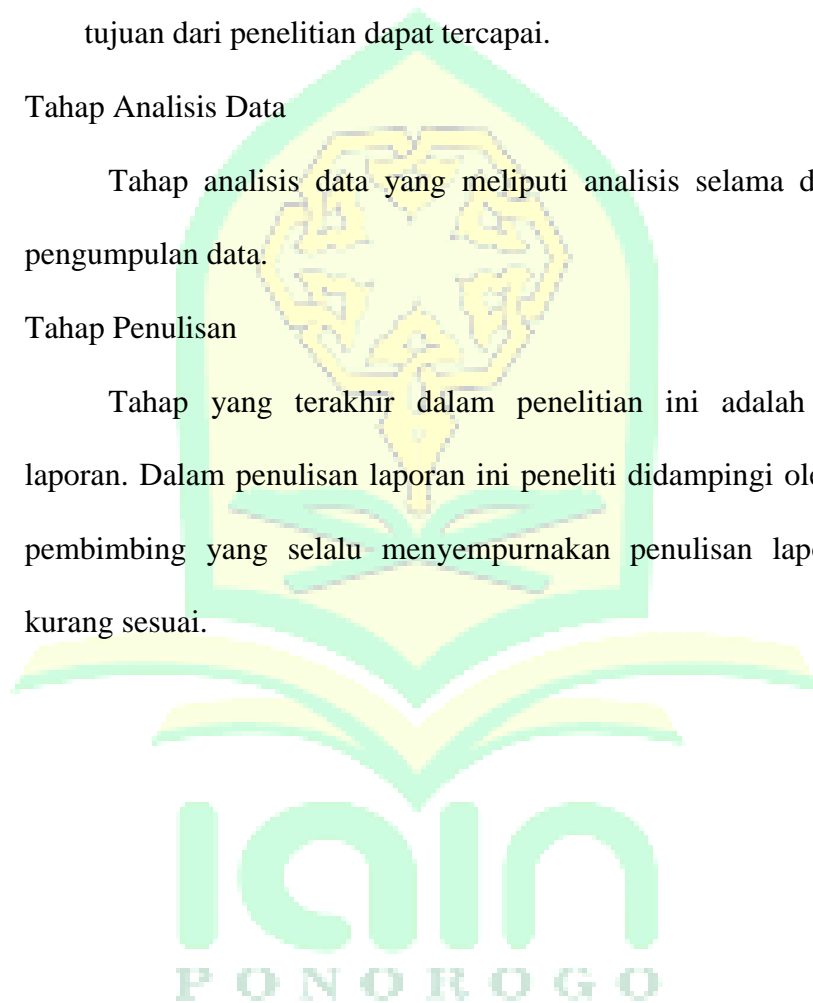 tujuan dari penelitian dapat tercapai.
Tahap Analisis Data
Tahap analisis data yang meliputi analisis selama
pengumpulan data.
Tahap Penulisan
Tahap yang terakhir dalam penelitian ini adalah
laporan. Dalam penulisan laporan ini peneliti didampingi
pembimbing yang selalu menyempurnakan penulisan
kurang sesuai.
iain
PONOROGO